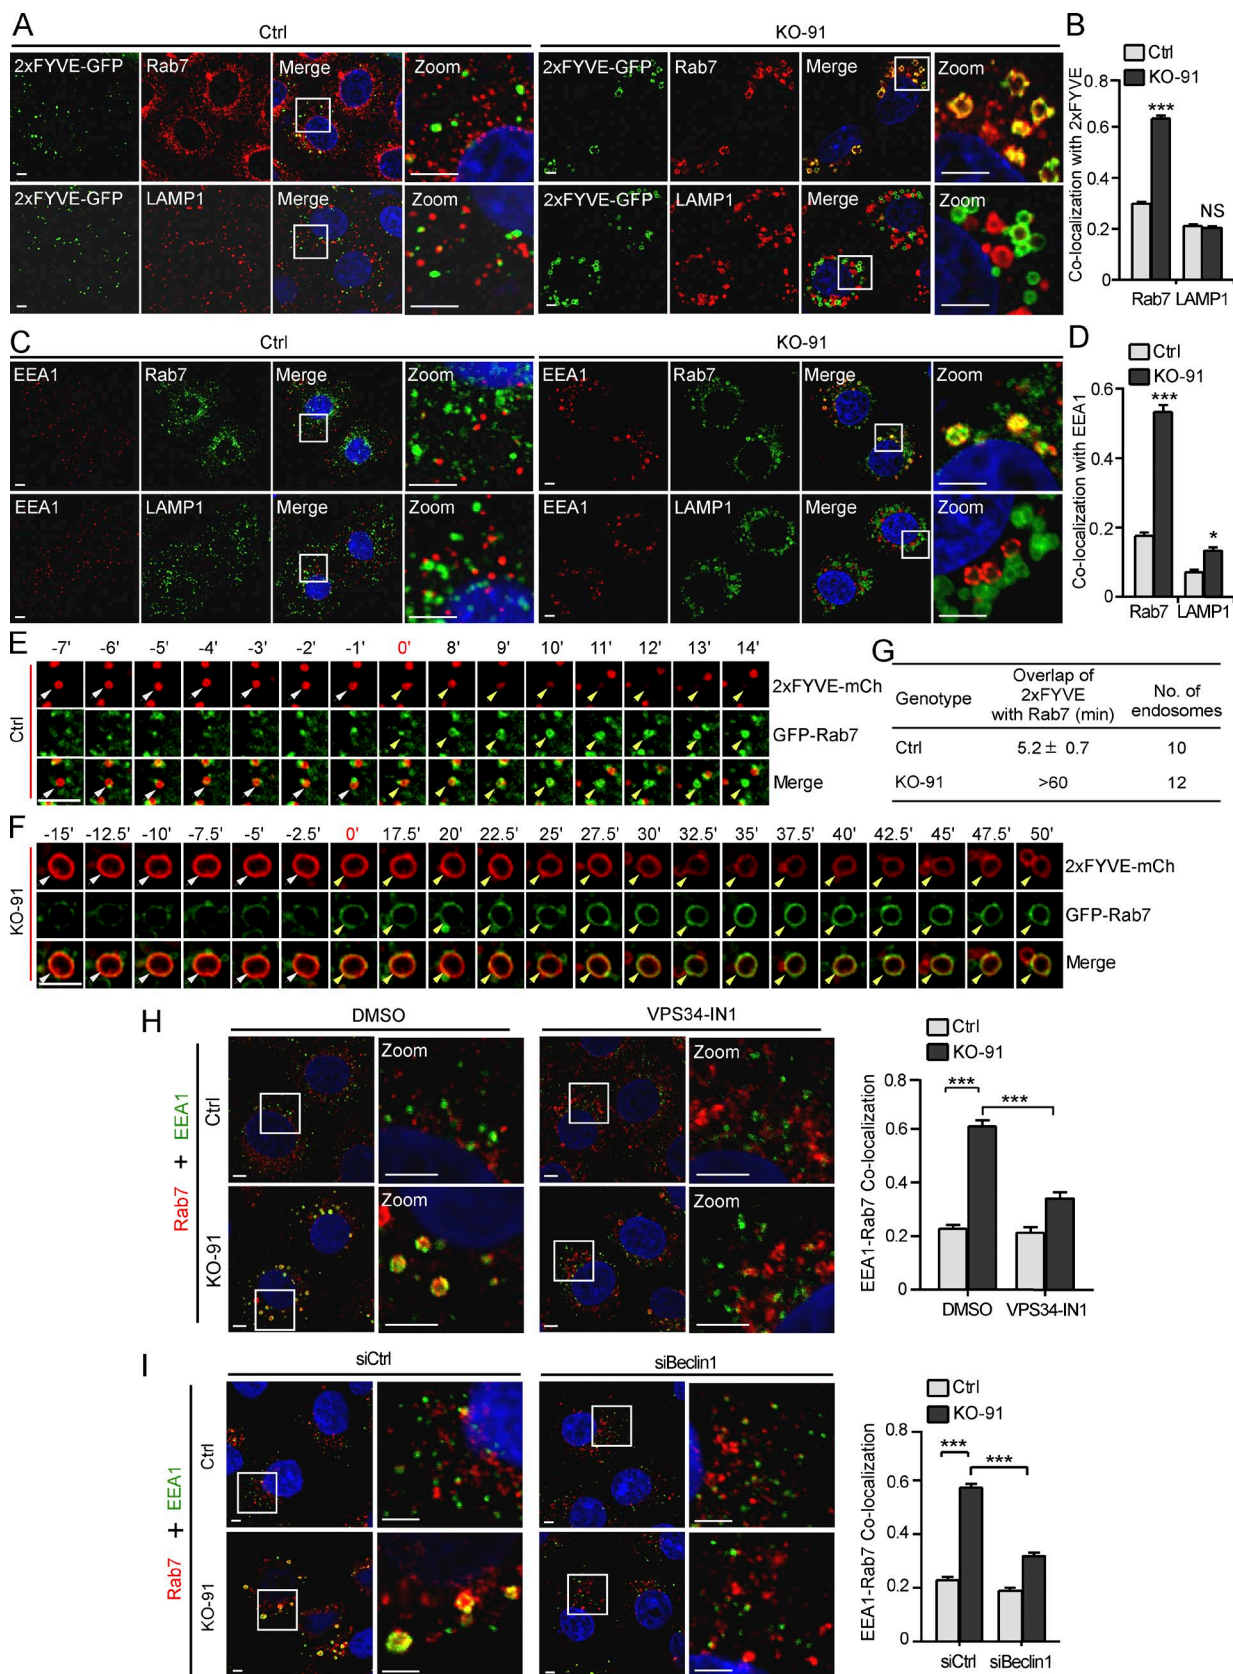 A
Ctrl
KO-91
2xFYVE-GFP
Rab7
Merge
Zoom
2xFYVE-GFP
Rab7
Merge
Zoom
2xFYVE-GFP
LAMP1
Merge
Zoom
2xFYVE-GFP
LAMP1
Merge
Zoom
B
Ctrl
KO-91
Co-localization with 2xFYVE
0.8
0.6
0.4
0.2
0
***
NS
Rab7 LAMP1
C
Ctrl
KO-91
EEA1
Rab7
Merge
Zoom
EEA1
Rab7
Merge
Zoom
EEA1
LAMP1
Merge
Zoom
EEA1
LAMP1
Merge
Zoom
D
Ctrl
KO-91
Co-localization with EEA1
0.6
0.4
0.2
0
***
*
Rab7 LAMP1
E
-7' -6' -5' -4' -3' -2' -1' 0' 8' 9' 10' 11' 12' 13' 14'
Ctrl
2xFYVE-mCh
GFP-Rab7
Merge
G
Genotype Overlap of 2xFYVE with Rab7 (min) No. of endosomes
Ctrl 5.2 ± 0.7 10
KO-91 >60 12
F
-15' -12.5' -10' -7.5' -5' -2.5' 0' 17.5' 20' 22.5' 25' 27.5' 30' 32.5' 35' 37.5' 40' 42.5' 45' 47.5' 50'
KO-91
2xFYVE-mCh
GFP-Rab7
Merge
H
DMSO
VPS34-IN1
Rab7 + EEA1
Ctrl
KO-91
Zoom
Zoom
Zoom
Zoom
Ctrl
KO-91
EEA1-Rab7 Co-localization
0.8
0.6
0.4
0.2
0
***
***
DMSO VPS34-IN1
I
siCtrl
siBeclin1
Rab7 + EEA1
Ctrl
KO-91
Ctrl
KO-91
EEA1-Rab7 Co-localization
0.8
0.6
0.4
0.2
0
***
***
siCtrl siBeclin1